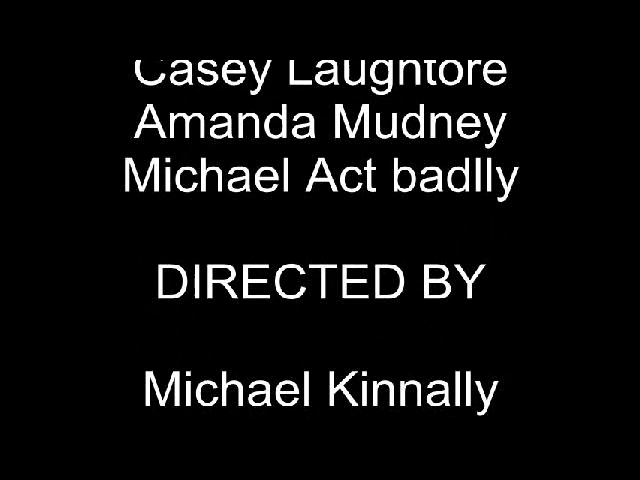 Casey Laughtore
Amanda Mudney
Michael Act badlly
DIRECTED BY
Michael Kinnally